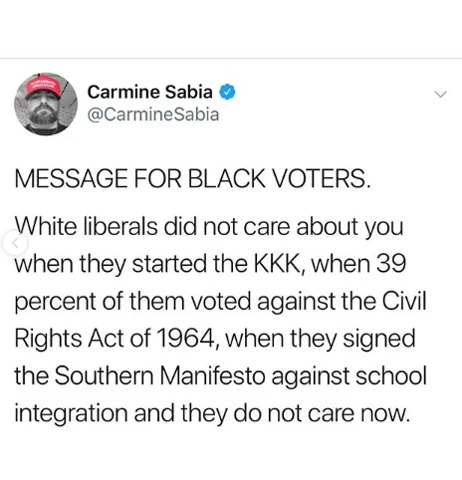 Carmine Sabia
@CarmineSabia
MESSAGE FOR BLACK VOTERS.
White liberals did not care about you
when they started the KKK, when 39
percent of them voted against the Civil
Rights Act of 1964, when they signed
the Southern Manifesto against school
integration and they do not care now.